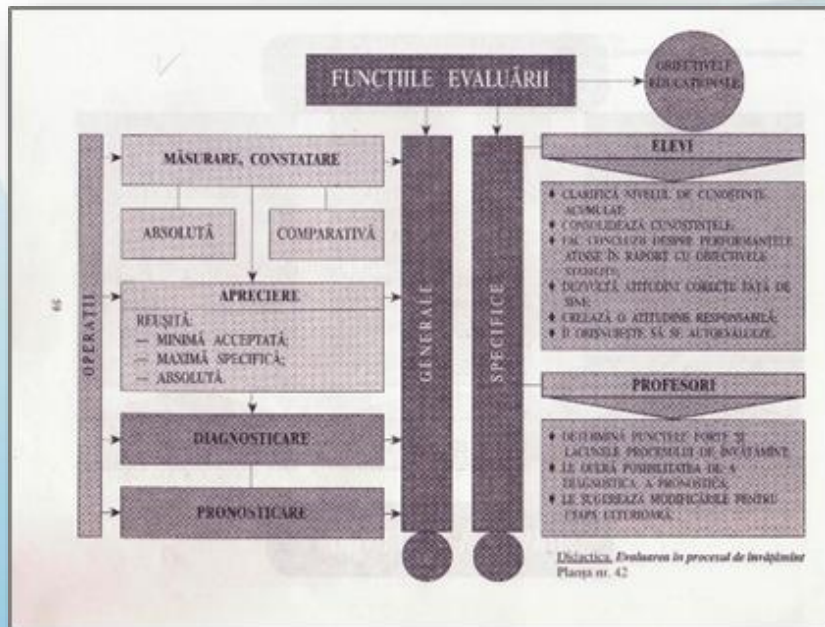 FUNCȚIILE EVALUĂRII
OBIECTIVELE
EDUCAȚIONALE
OPERAȚII
MĂSURARE, CONSTATARE
ABSOLUTĂ
COMPARATIVĂ
APRECIERE
REUȘITĂ:
— MINIMĂ ACCEPTATĂ;
— MAXIMĂ SPECIFICĂ;
— ABSOLUTĂ.
DIAGNOSTICARE
PRONOSTICARE
GENERALE
SPECIFICE
ELEVI
♦ CLARIFICĂ NIVELUL DE CUNOȘTINȚE
ACUMULAT;
♦ CONSOLIDEAZĂ CUNOȘTINȚELE;
♦ FAC CONCLUZII DESPRE PERFORMANȚELE
ATINSE ÎN RAPORT CU OBIECTIVELE
STABILITE;
♦ DEZVOLTĂ ATITUDINI CORECTE FAȚĂ DE
SINE;
♦ CREEAZĂ O ATITUDINE RESPONSABILĂ;
♦ ÎI OBIȘNUIEȘTE SĂ SE AUTOEVALUEZE.
PROFESORI
♦ DETERMINĂ PUNCTELE FORTE ȘI
LACUNELE PROCESULUI DE ÎNVĂȚĂMÎNT;
♦ LE OFERĂ POSIBILITATEA DE A
DIAGNOSTICA, A PRONOSTICA;
♦ LE SUGEREAZĂ MODIFICĂRILE PENTRU
ETAPA ULTERIOARĂ.
Didactica. Evaluarea în procesul de învățămînt
Planșa nr. 42